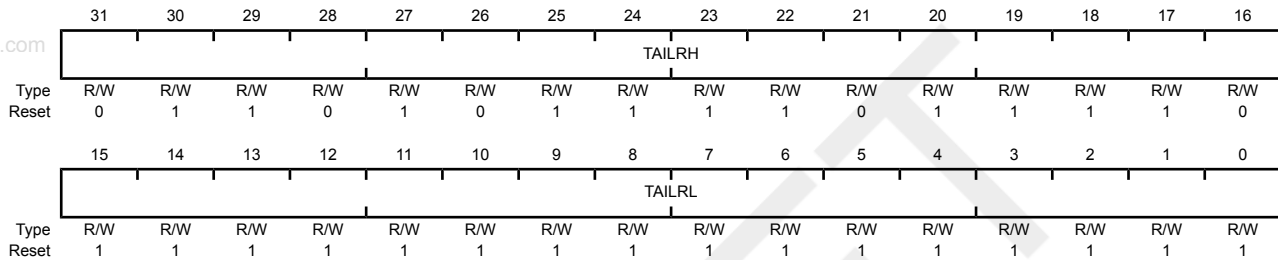 31 30 29 28 27 26 25 24 23 22 21 20 19 18 17 16
.com
TAILRH
Type R/W R/W R/W R/W R/W R/W R/W R/W R/W R/W R/W R/W R/W R/W R/W R/W
Reset 0 1 1 0 1 0 1 1 1 1 0 1 1 1 1 0
15 14 13 12 11 10 9 8 7 6 5 4 3 2 1 0
TAILRL
Type R/W R/W R/W R/W R/W R/W R/W R/W R/W R/W R/W R/W R/W R/W R/W R/W
Reset 1 1 1 1 1 1 1 1 1 1 1 1 1 1 1 1